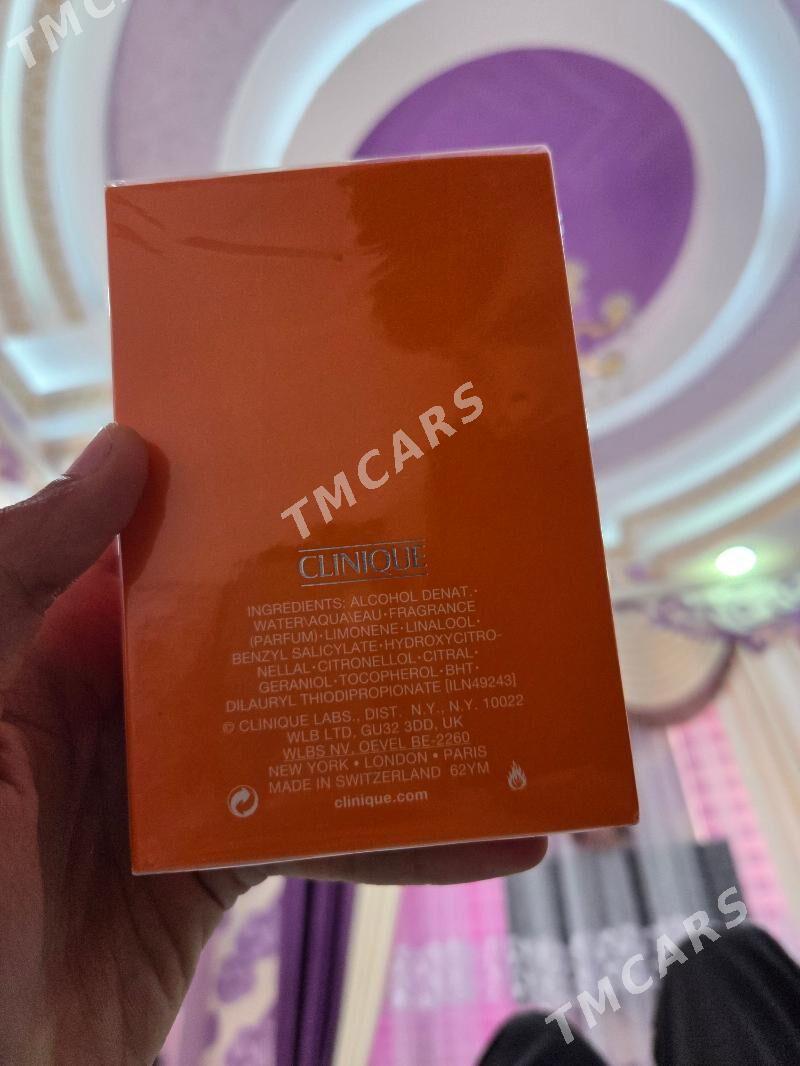 TMCARS
TMCARS
CLINIQUE
INGREDIENTS: ALCOHOL DENAT.•
WATER\AQUA\EAU•FRAGRANCE
(PARFUM)•LIMONENE•LINALOOL•
BENZYL SALICYLATE•HYDROXYCITRO-
NELLAL•CITRONELLOL•CITRAL•
GERANIOL•TOCOPHEROL•BHT•
DILAURYL THIODIPROPIONATE [ILN49243]
© CLINIQUE LABS., DIST. N.Y., N.Y. 10022
WLB LTD, GU32 3DD, UK
WLBS NV, OEVEL BE-2260
NEW YORK • LONDON • PARIS
MADE IN SWITZERLAND 62YM
clinique.com
TMCARS